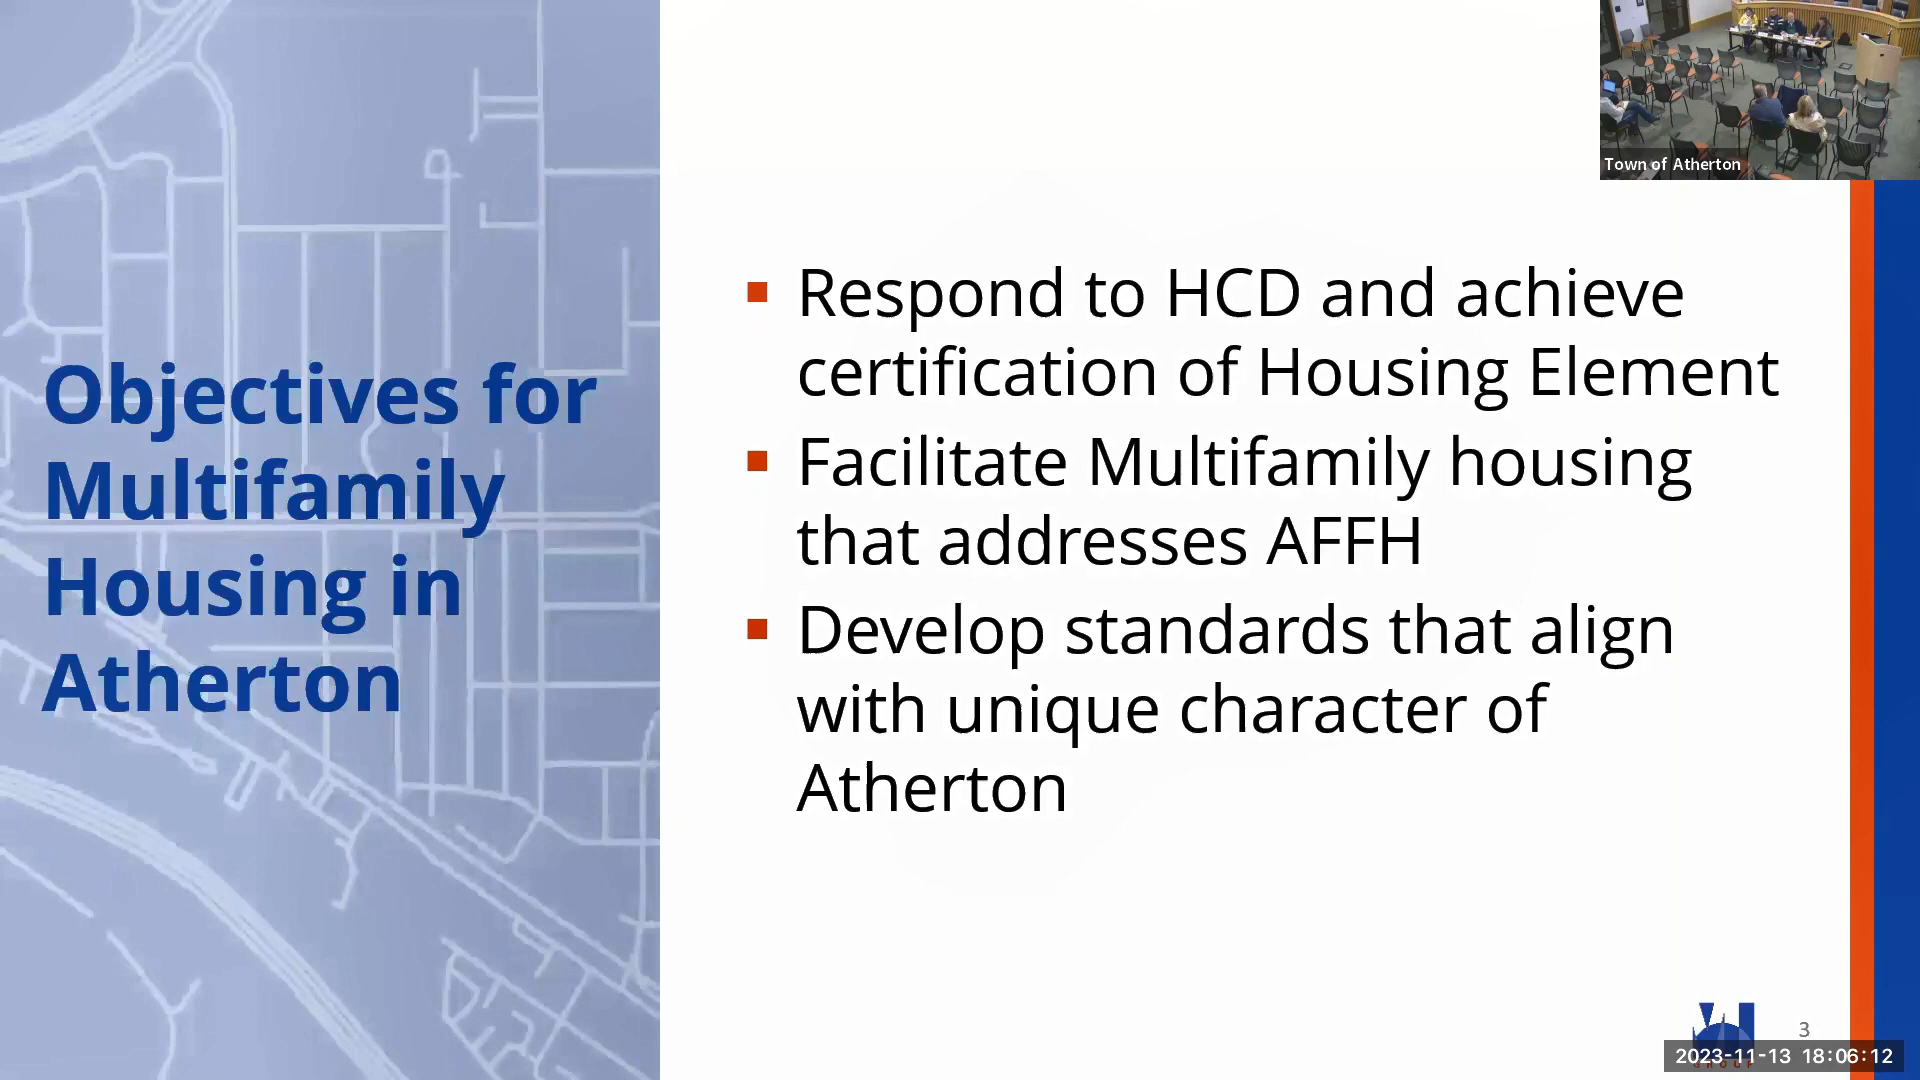 Town of Atherton
Objectives for
Multifamily
Housing in
Atherton
Respond to HCD and achieve
certification of Housing Element
Facilitate Multifamily housing
that addresses AFFH
Develop standards that align
with unique character of
Atherton
3
2023-11-13 18:06:12